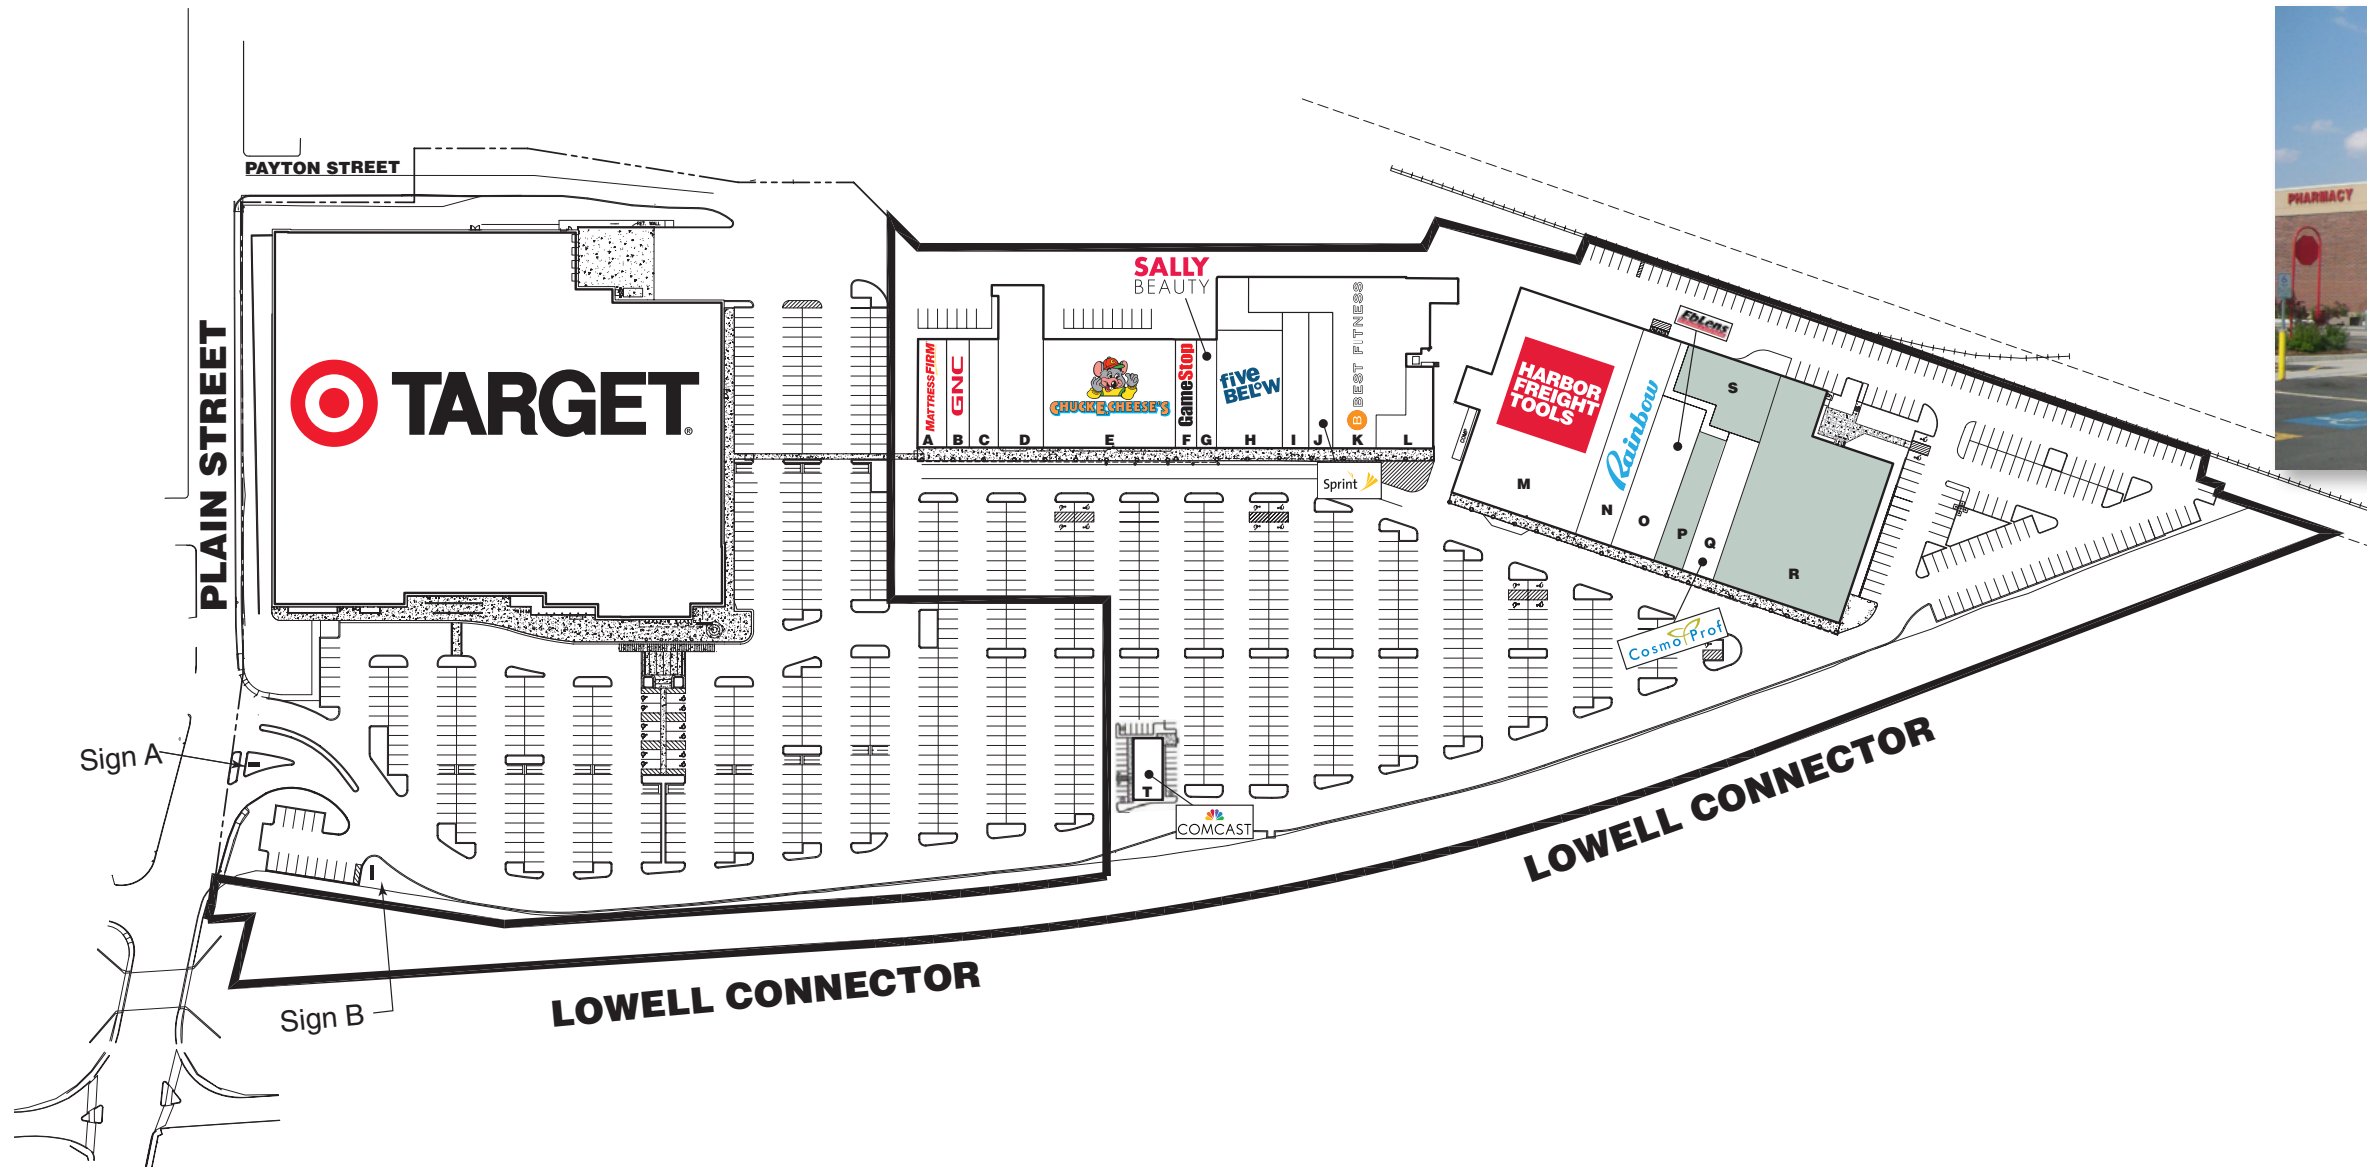 PAYTON STREET
PLAIN STREET
TARGET
SALLY
BEAUTY
MATTRESSFIRM
GNC
CHUCK E. CHEESE'S
GameStop
five
BELOW
BEST FITNESS
B
A
B
C
D
E
F
G
H
I
J
K
L
Sprint
HARBOR
FREIGHT
TOOLS
Rainbow
EbLens
M
N
O
P
Q
R
S
CosmoProf
T
COMCAST
Sign A
Sign B
LOWELL CONNECTOR
LOWELL CONNECTOR
PHARMACY